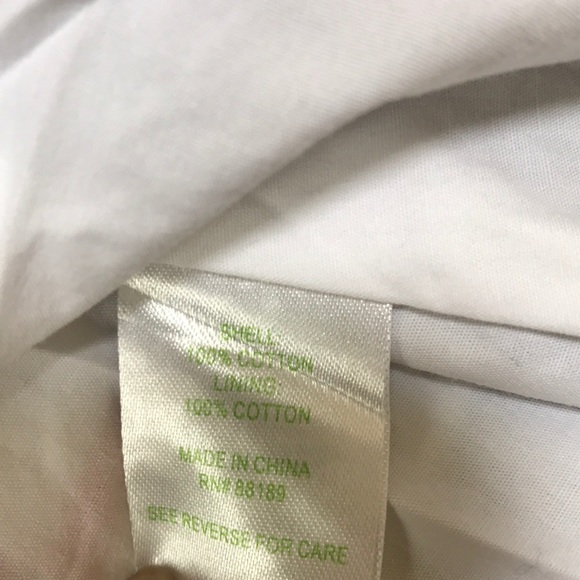 SHELL:
100% COTTON
LINING:
100% COTTON
MADE IN CHINA
RN# 88189
SEE REVERSE FOR CARE